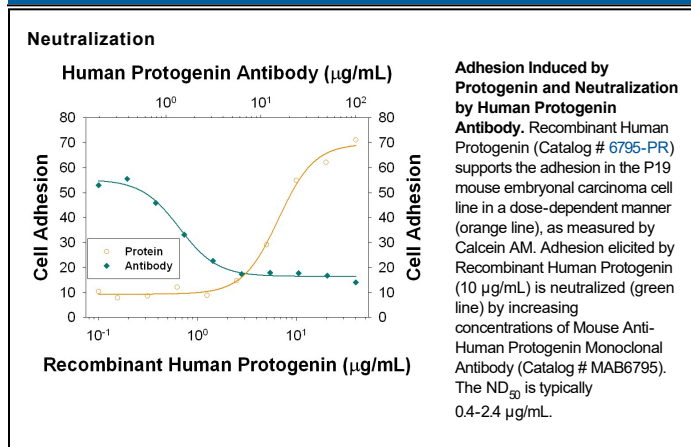 Neutralization
Human Protogenin Antibody (µg/mL)
10⁰ 10¹ 10²
80 80
70 70
60 60
50 50
40 40
30 30
20 20
10 10
0 0
Cell Adhesion
Cell Adhesion
Protein
Antibody
10⁻¹ 10⁰ 10¹
Recombinant Human Protogenin (µg/mL)
Adhesion Induced by
Protogenin and Neutralization
by Human Protogenin
Antibody. Recombinant Human
Protogenin (Catalog # 6795-PR)
supports the adhesion in the P19
mouse embryonal carcinoma cell
line in a dose-dependent manner
(orange line), as measured by
Calcein AM. Adhesion elicited by
Recombinant Human Protogenin
(10 µg/mL) is neutralized (green
line) by increasing
concentrations of Mouse Anti-
Human Protogenin Monoclonal
Antibody (Catalog # MAB6795).
The ND₅₀ is typically
0.4-2.4 µg/mL.